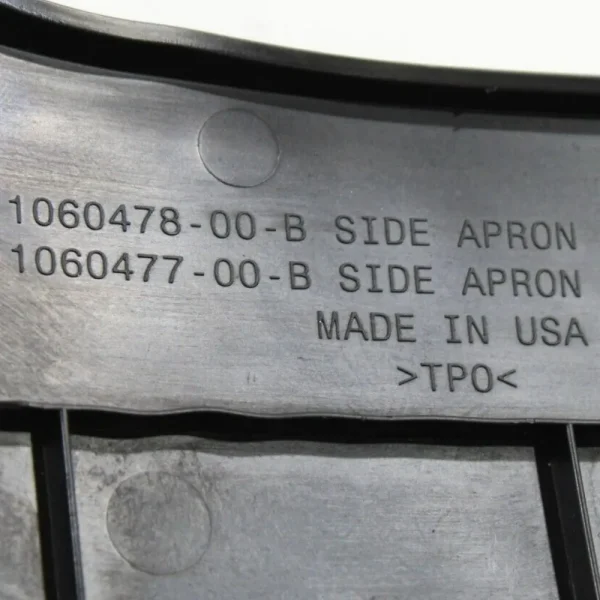 1060478-00-B SIDE APRON
1060477-00-B SIDE APRON
MADE IN USA
>TPO<